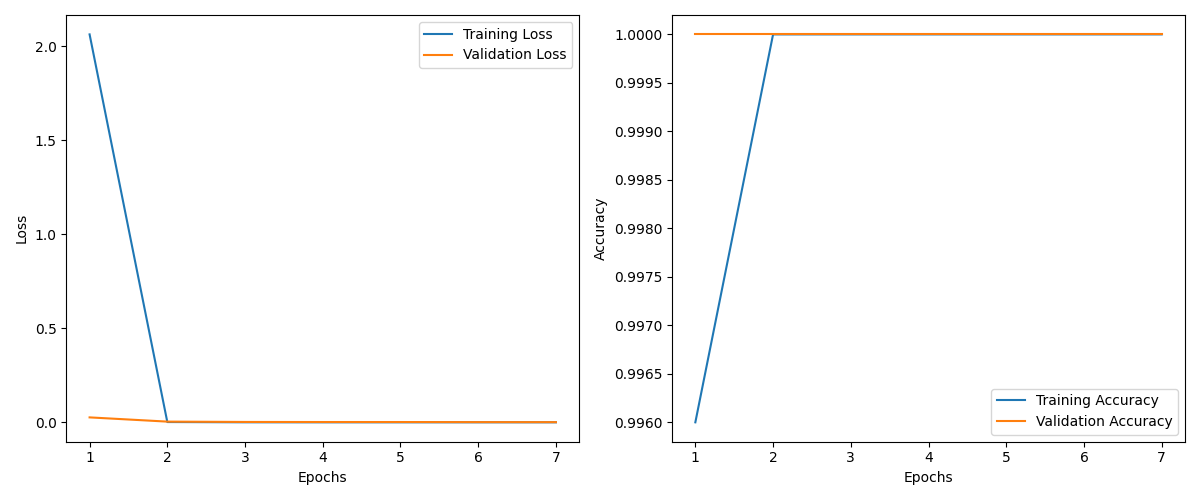 2.0
1.5
1.0
0.5
0.0
Loss
1 2 3 4 5 6 7
Epochs
Training Loss
Validation Loss
1.0000
0.9995
0.9990
0.9985
0.9980
0.9975
0.9970
0.9965
0.9960
Accuracy
1 2 3 4 5 6 7
Epochs
Training Accuracy
Validation Accuracy